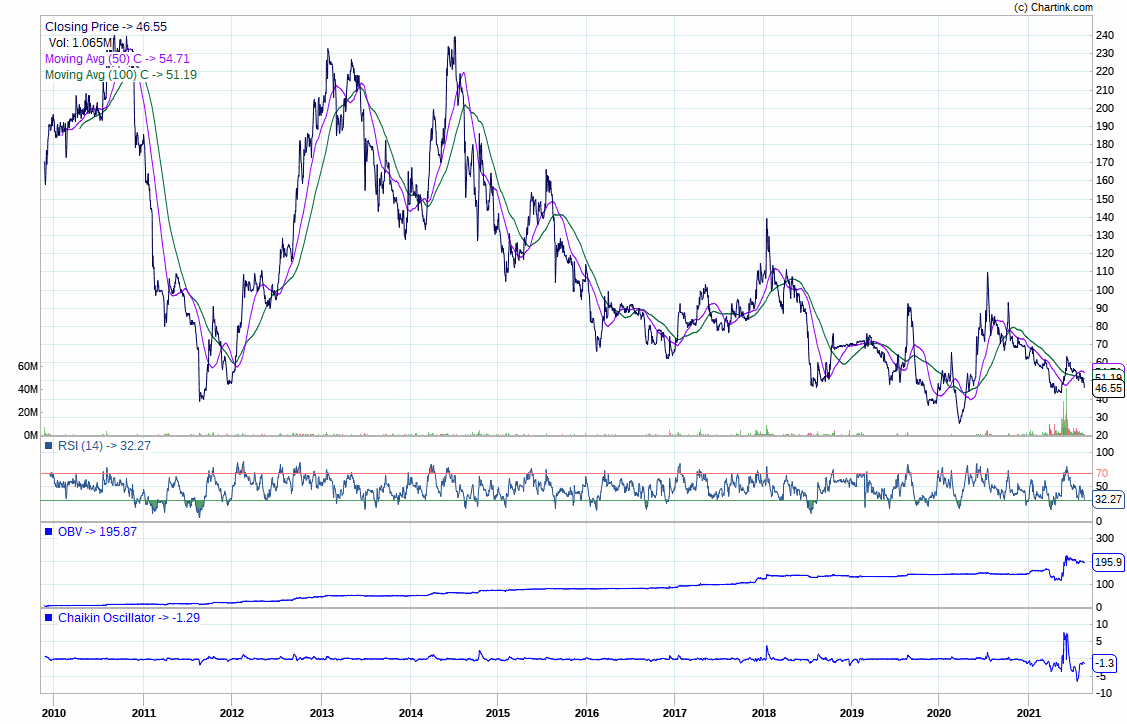 (c) Chartink.com
Closing Price -> 46.55
Vol: 1.065M
Moving Avg (50) C -> 54.71
Moving Avg (100) C -> 51.19
240
230
220
210
200
190
180
170
160
150
140
130
120
110
100
90
80
70
60
51.19
46.55
40
30
20
60M
40M
20M
0M
RSI (14) -> 32.27
100
70
50
32.27
0
OBV -> 195.87
300
195.9
100
0
Chaikin Oscillator -> -1.29
10
5
-1.3
-5
-10
2010 2011 2012 2013 2014 2015 2016 2017 2018 2019 2020 2021